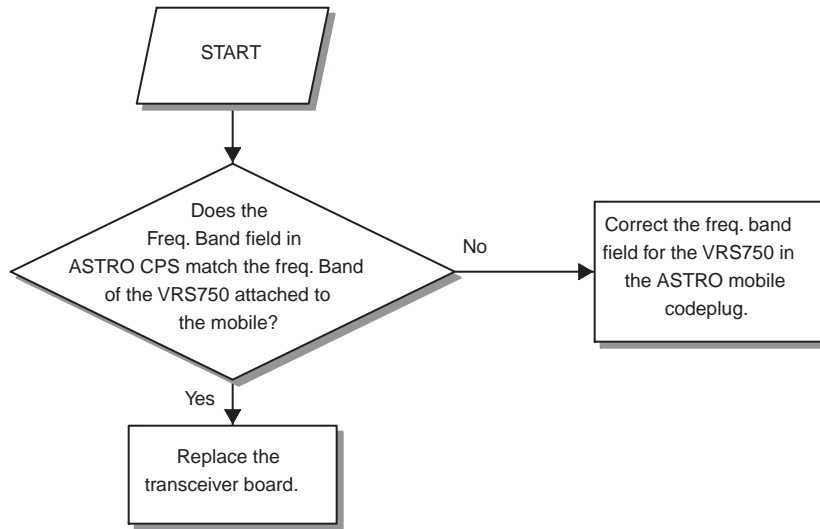 START
Does the
Freq. Band field in
ASTRO CPS match the freq. Band
of the VRS750 attached to
the mobile?
No
Correct the freq. band
field for the VRS750 in
the ASTRO mobile
codeplug.
Yes
Replace the
transceiver board.